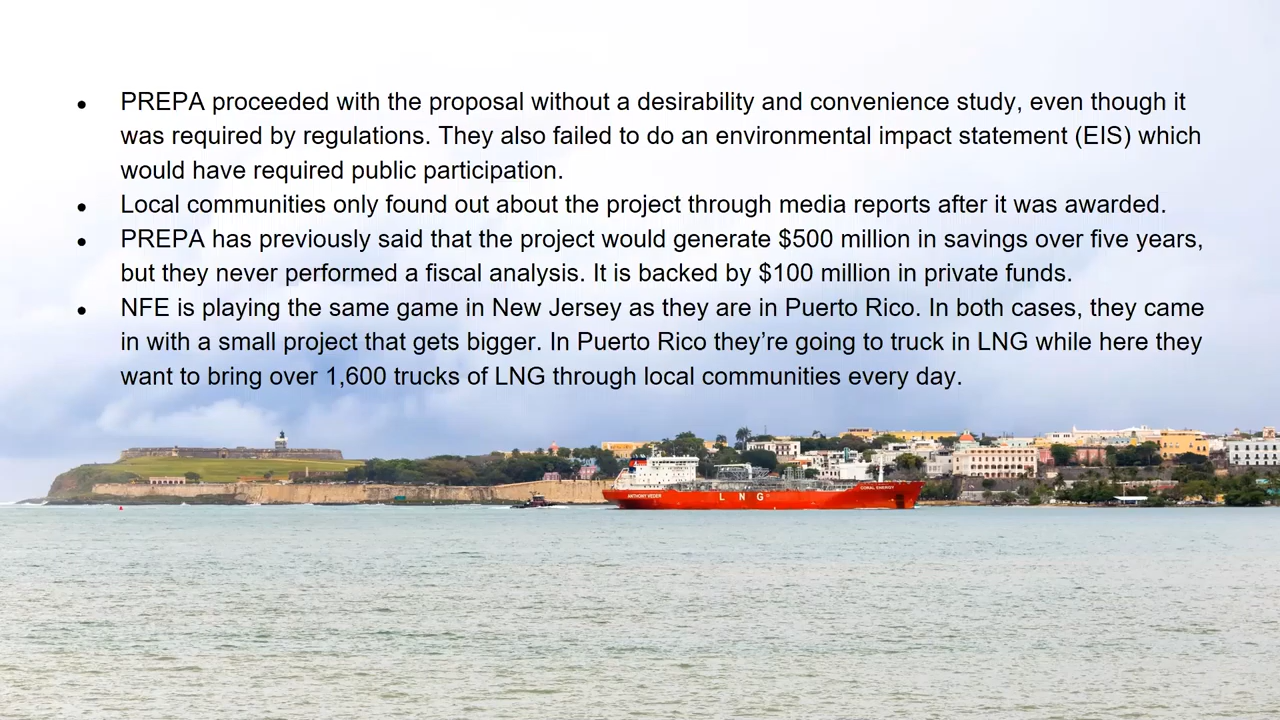 ● PREPA proceeded with the proposal without a desirability and convenience study, even though it
was required by regulations. They also failed to do an environmental impact statement (EIS) which
would have required public participation.
● Local communities only found out about the project through media reports after it was awarded.
● PREPA has previously said that the project would generate $500 million in savings over five years,
but they never performed a fiscal analysis. It is backed by $100 million in private funds.
● NFE is playing the same game in New Jersey as they are in Puerto Rico. In both cases, they came
in with a small project that gets bigger. In Puerto Rico they’re going to truck in LNG while here they
want to bring over 1,600 trucks of LNG through local communities every day.
ANTHONY VEDER
L N G
CORAL ENERGY